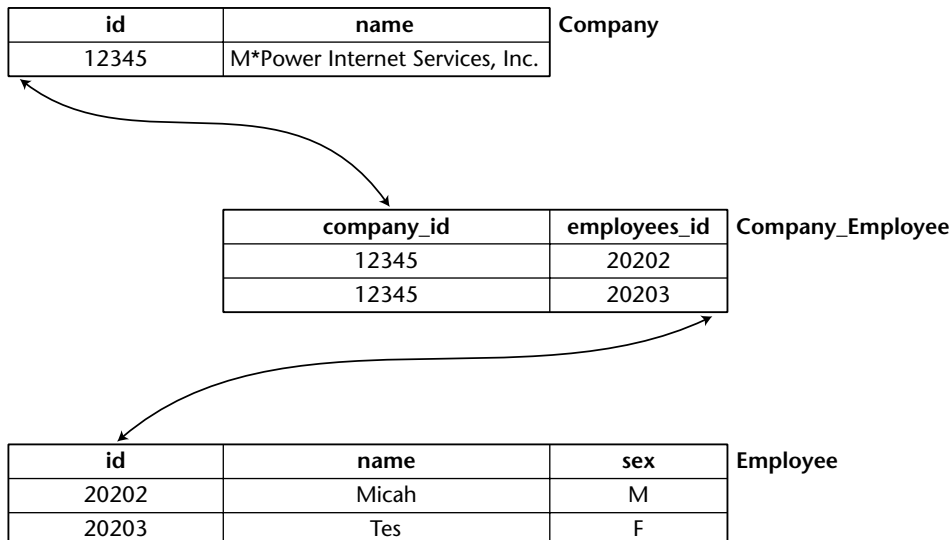 id name Company
12345 M*Power Internet Services, Inc.
company_id employees_id Company_Employee
12345 20202
12345 20203
id name sex Employee
20202 Micah M
20203 Tes F